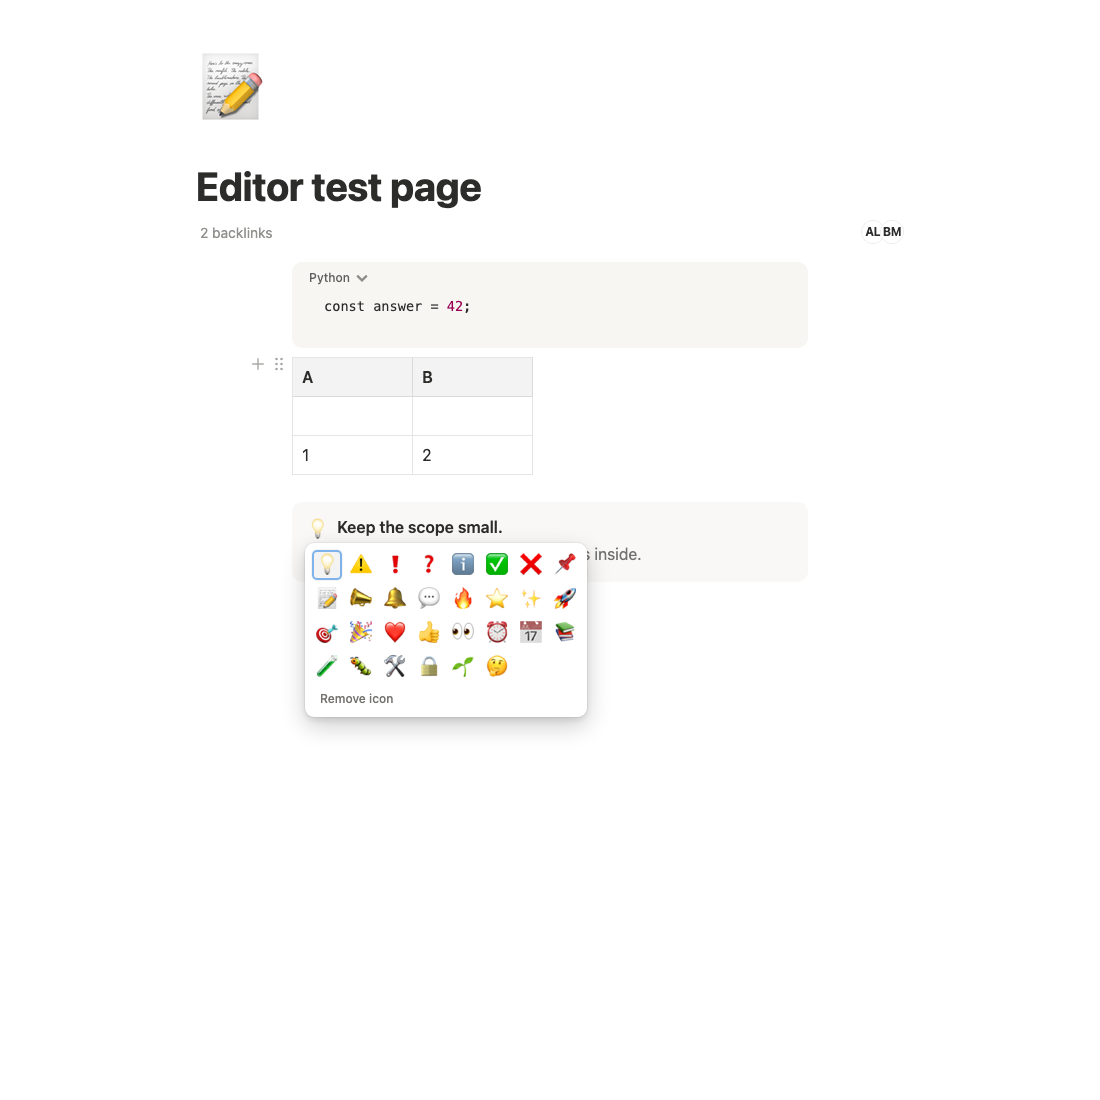 Editor test page
2 backlinks
AL BM
Python
const answer = 42;
A B
1 2
Keep the scope small.
inside.
Remove icon